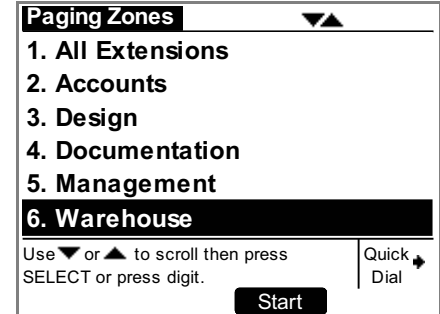 Paging Zones ▼▲
1. All Extensions
2. Accounts
3. Design
4. Documentation
5. Management
6. Warehouse
Use ▼ or ▲ to scroll then press
SELECT or press digit.
Quick
Dial
Start